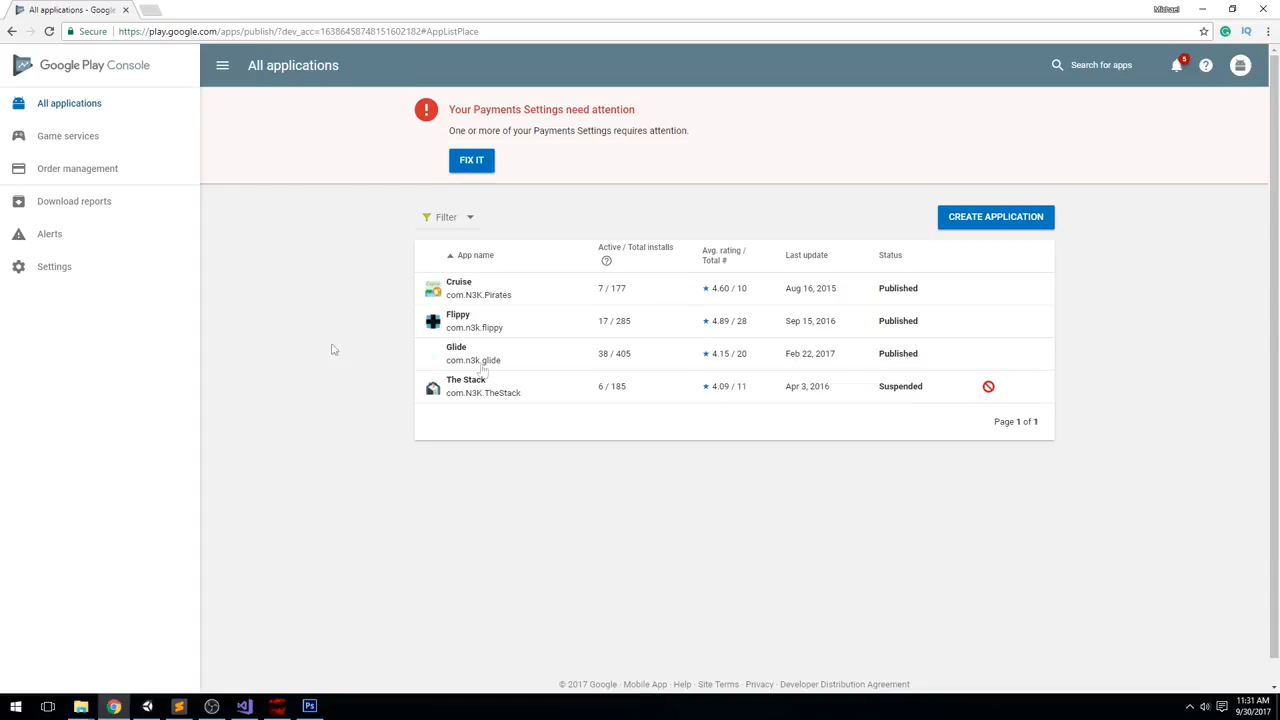 All applications - Googl
Michael
Secure
https://play.google.com/apps/publish/?dev_acc=16386458748151602182#AppListPlace
Google Play Console
All applications
Search for apps
5
All applications
Game services
Order management
Download reports
Alerts
Settings
Your Payments Settings need attention
One or more of your Payments Settings requires attention.
FIX IT
Filter
CREATE APPLICATION
App name
Active / Total installs
Avg. rating / Total #
Last update
Status
Cruise
com.N3K.Pirates
7 / 177
4.60 / 10
Aug 16, 2015
Published
Flippy
com.n3k.flippy
17 / 285
4.89 / 28
Sep 15, 2016
Published
Glide
com.n3k.glide
38 / 405
4.15 / 20
Feb 22, 2017
Published
The Stack
com.N3K.TheStack
6 / 185
4.09 / 11
Apr 3, 2016
Suspended
Page 1 of 1
© 2017 Google · Mobile App · Help · Site Terms · Privacy · Developer Distribution Agreement
11:31 AM
9/30/2017